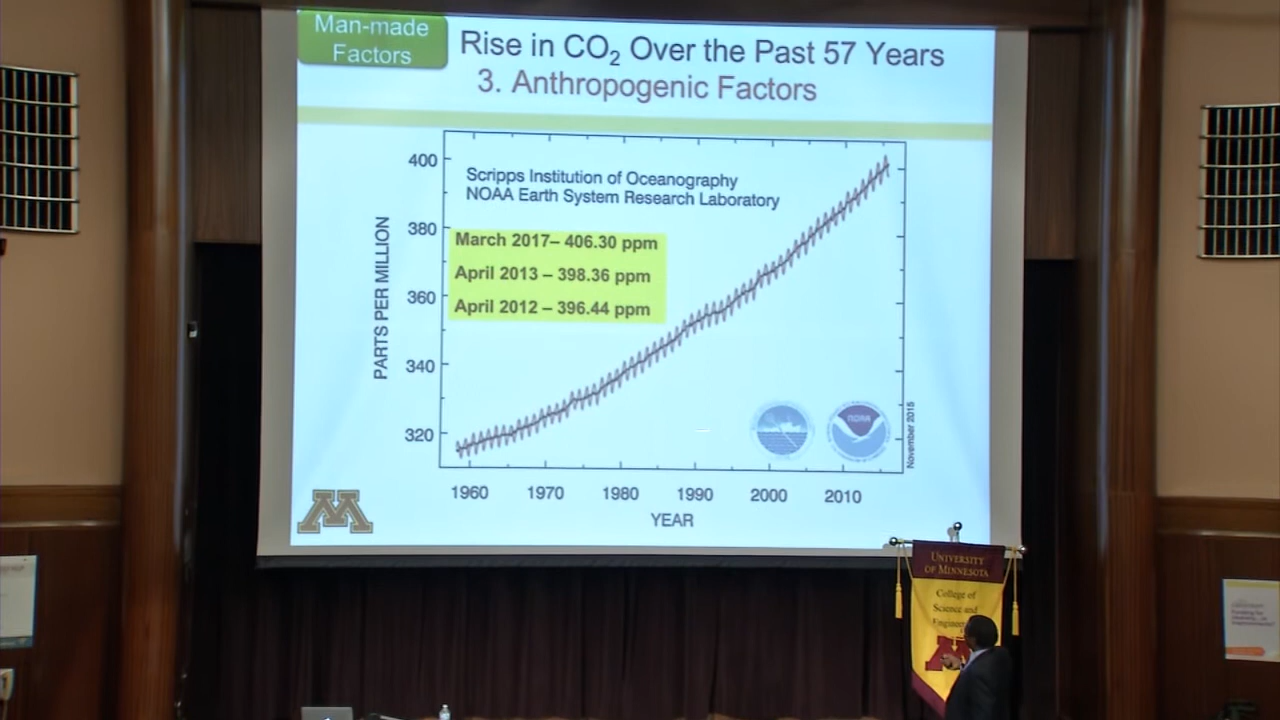 Man-made
Factors
Rise in CO₂ Over the Past 57 Years
3. Anthropogenic Factors
Scripps Institution of Oceanography
NOAA Earth System Research Laboratory
March 2017– 406.30 ppm
April 2013 – 398.36 ppm
April 2012 – 396.44 ppm
PARTS PER MILLION
400
380
360
340
320
1960 1970 1980 1990 2000 2010
YEAR
November 2015
NOAA
M
UNIVERSITY
OF MINNESOTA
College of
Science and